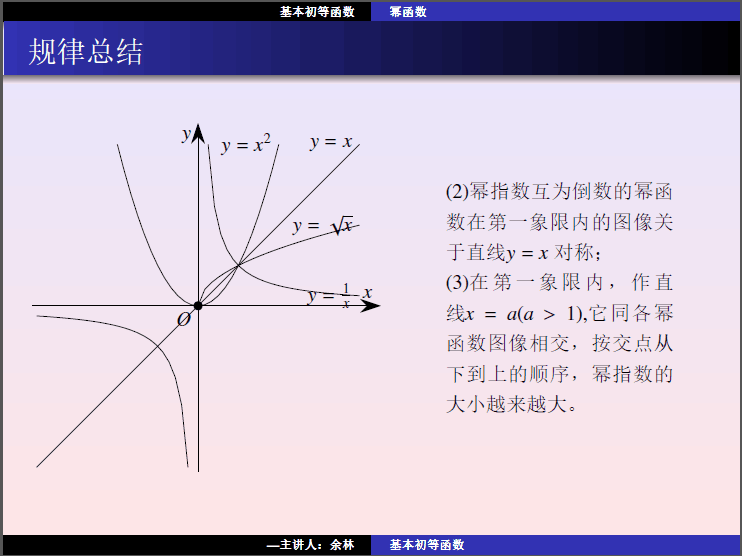 基本初等函数 幂函数
规律总结
y
y = x²
y = x
y = √x
y = 1/x
x
O
(2)幂指数互为倒数的幂函
数在第一象限内的图像关
于直线y = x 对称；
(3)在第一象限内，作直
线x = a(a > 1),它同各幂
函数图像相交，按交点从
下到上的顺序，幂指数的
大小越来越大。
—主讲人：余林 基本初等函数